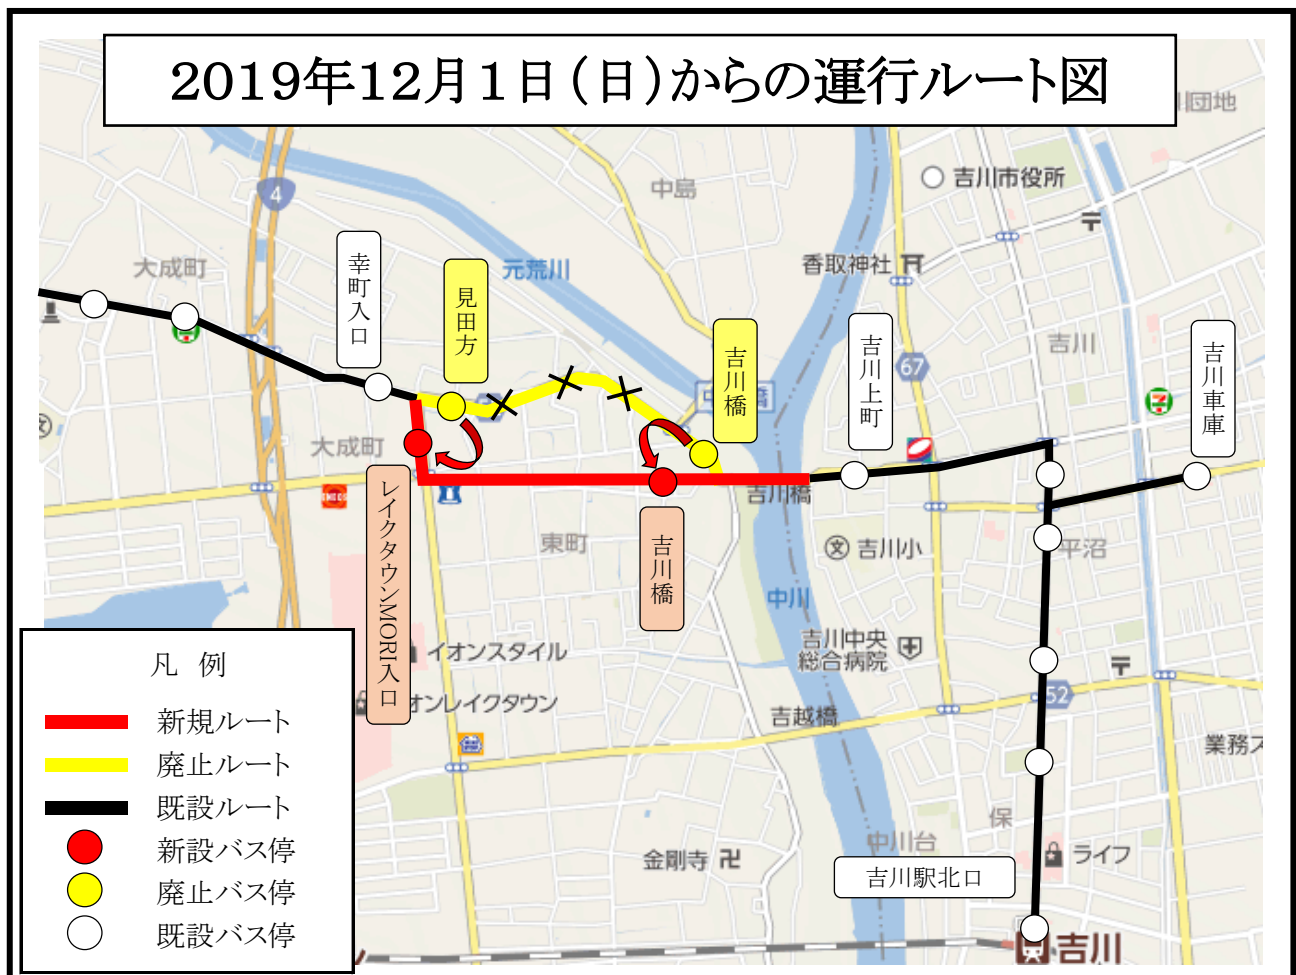 2019年12月1日(日)からの運行ルート図
川団地
4
中島
吉川市役所
大成町
幸町入口
見田方
元荒川
香取神社
吉川橋
吉川上町
67
吉川
吉川車庫
大成町
レイクタウンMORI入口
ENEOS
東町
吉川橋
吉川橋
文
吉川小
平沼
中川
吉川中央
総合病院
イオンスタイル
オンレイクタウン
吉越橋
52
業務ス
保
中川台
ライフ
金剛寺
吉川駅北口
吉川
凡 例
新規ルート
廃止ルート
既設ルート
新設バス停
廃止バス停
既設バス停